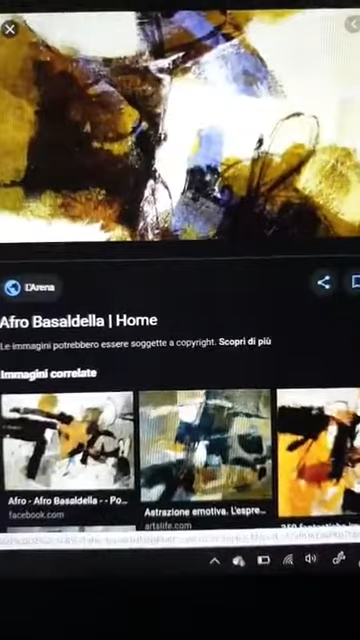 L'Arena
Afro Basaldella | Home
Le immagini potrebbero essere soggette a copyright. Scopri di più
Immagini correlate
Afro - Afro Basaldella - - Po...
facebook.com
Astrazione emotiva. L'espre...
artslife.com